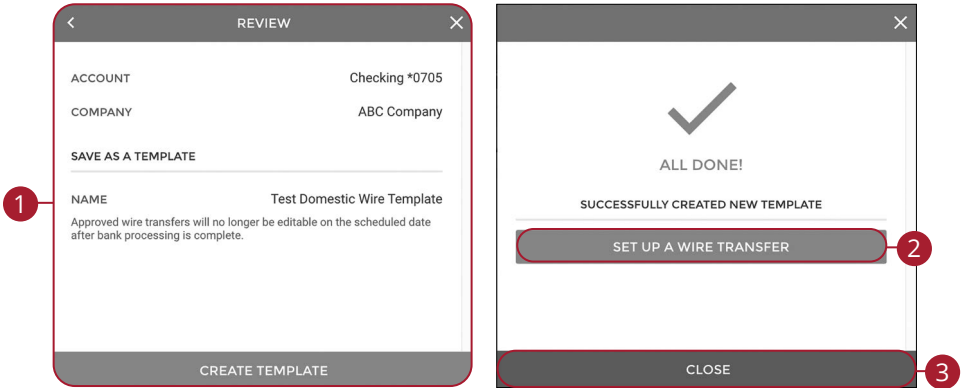 REVIEW
ACCOUNT Checking *0705
COMPANY ABC Company
SAVE AS A TEMPLATE
1
NAME Test Domestic Wire Template
Approved wire transfers will no longer be editable on the scheduled date
after bank processing is complete.
CREATE TEMPLATE
ALL DONE!
SUCCESSFULLY CREATED NEW TEMPLATE
SET UP A WIRE TRANSFER 2
CLOSE 3